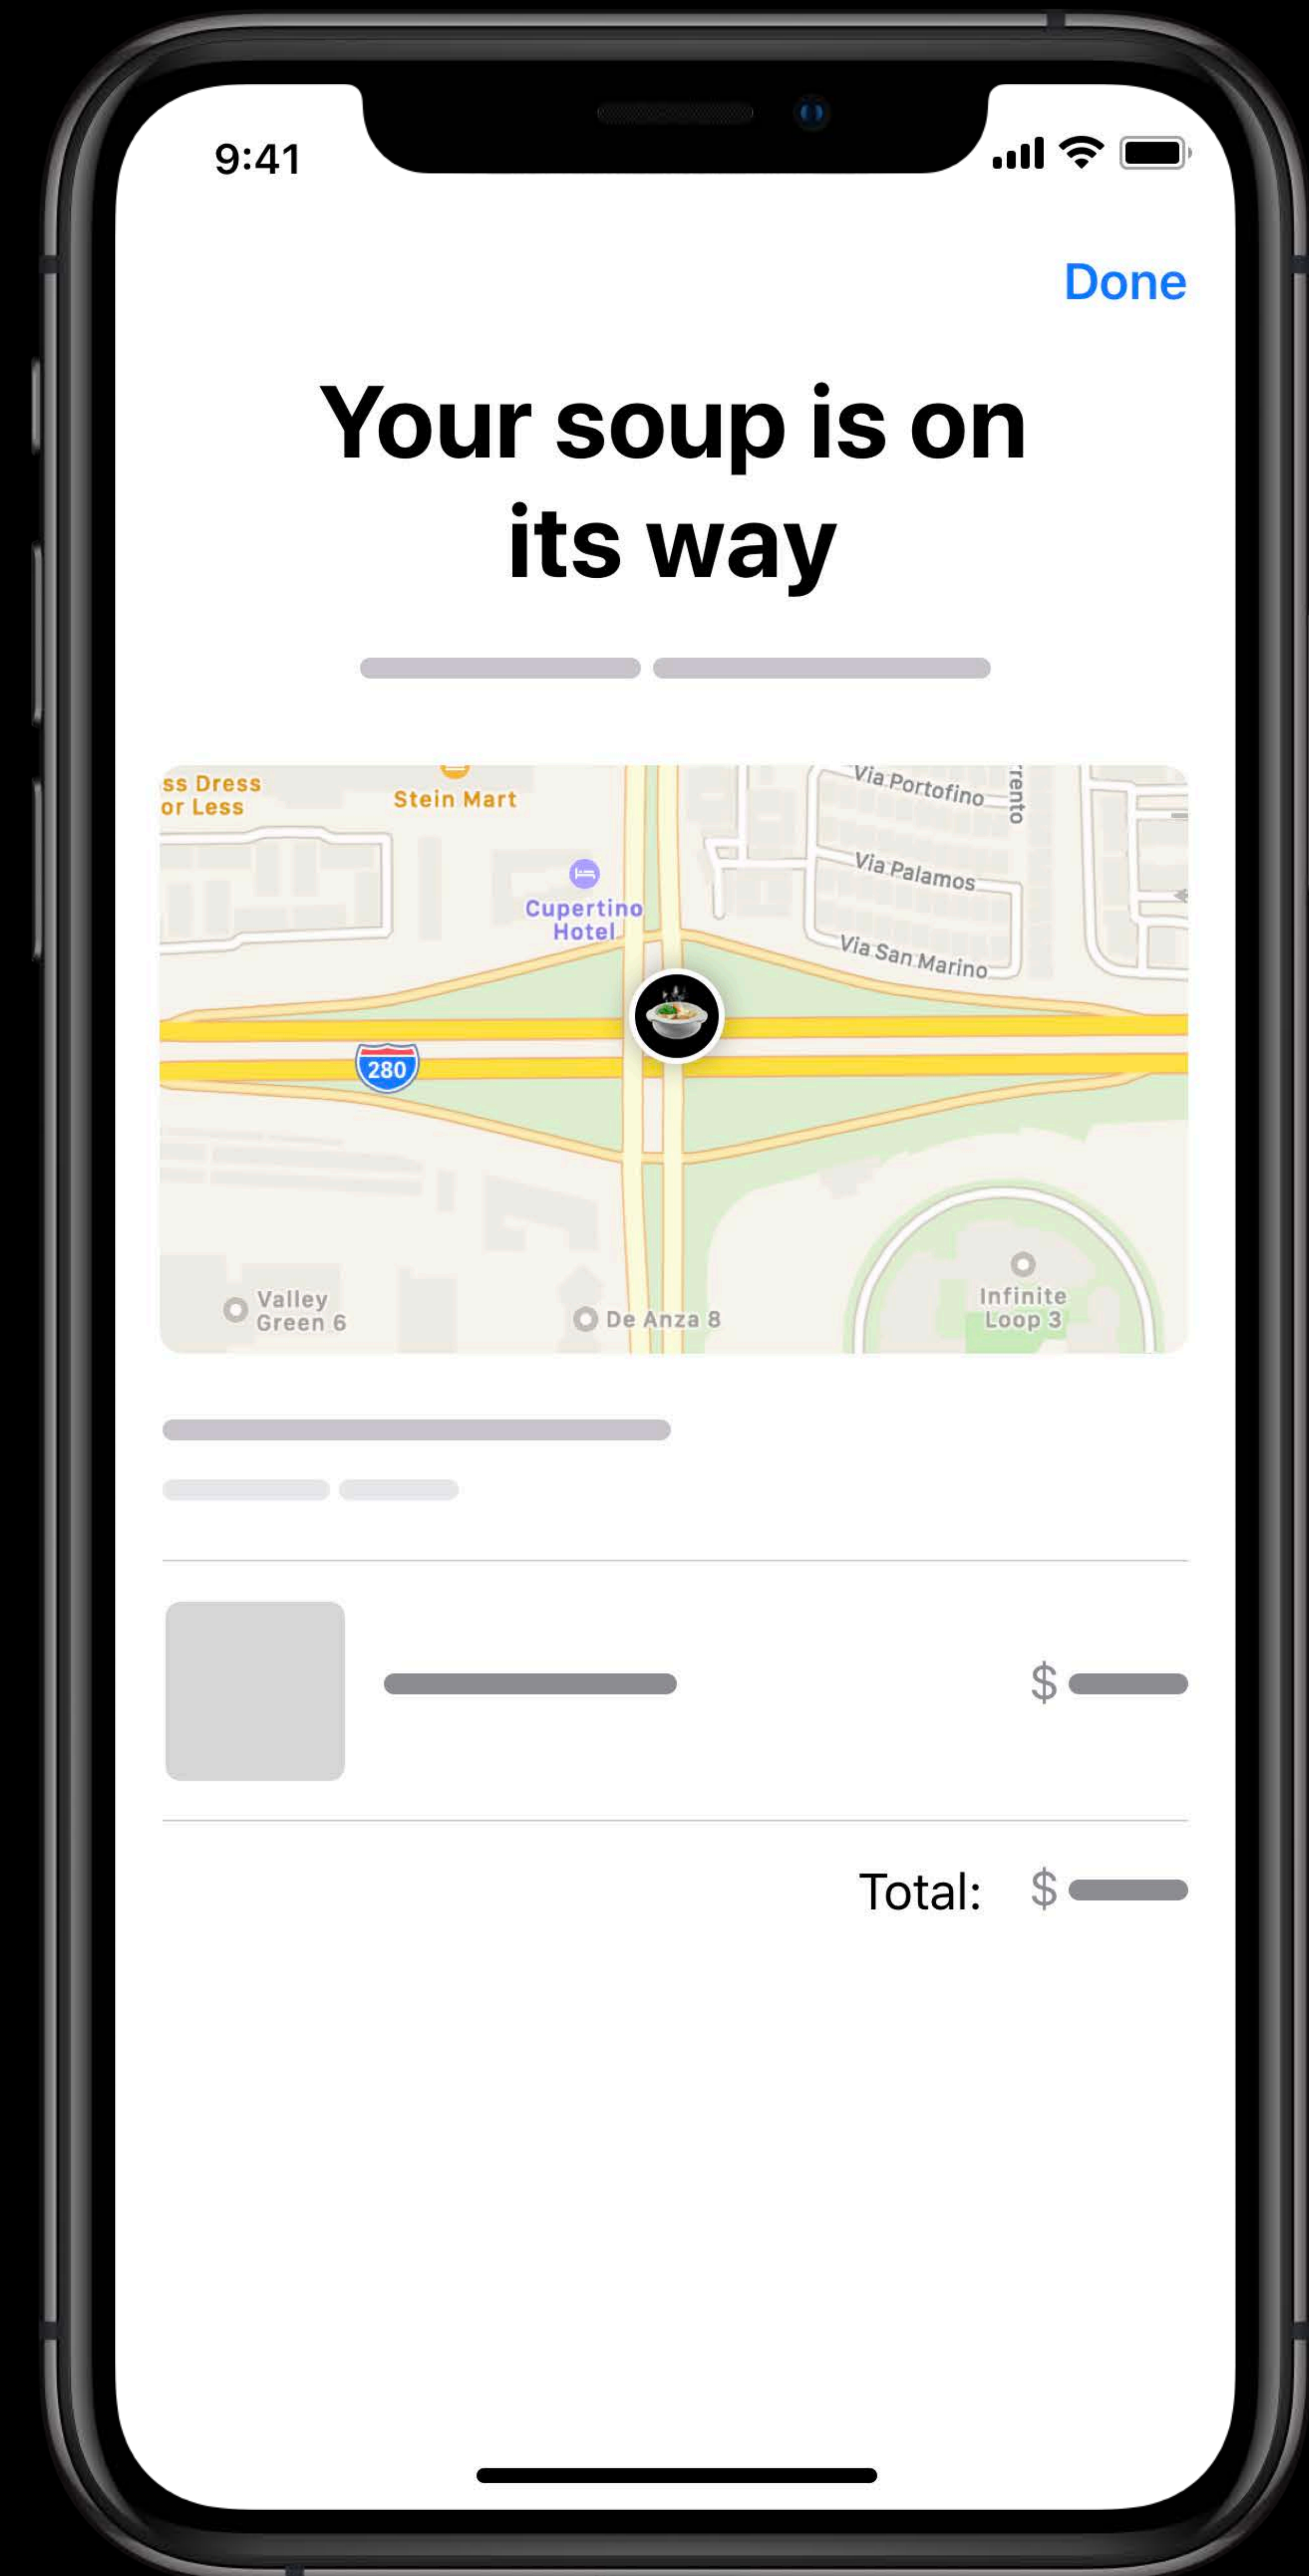 9:41
Done
Your soup is on
its way
ss Dress
or Less
Stein Mart
Via Portofino
rrento
Via Palamos
Cupertino
Hotel
Via San Marino
280
Valley
Green 6
De Anza 8
Infinite
Loop 3
$
Total: $